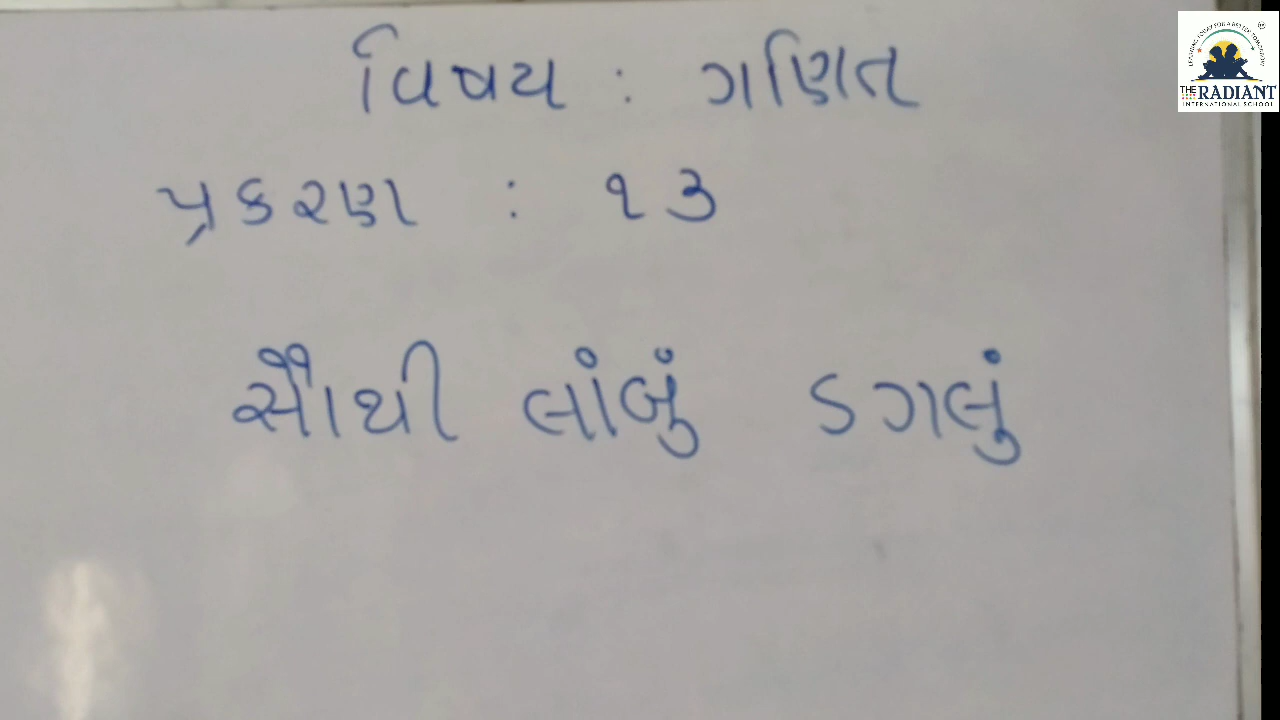 વિષય : ગણિત
પ્રકરણ : ૧૩
સૌથી લાંબું ડગલું
THE RADIANT
INTERNATIONAL SCHOOL